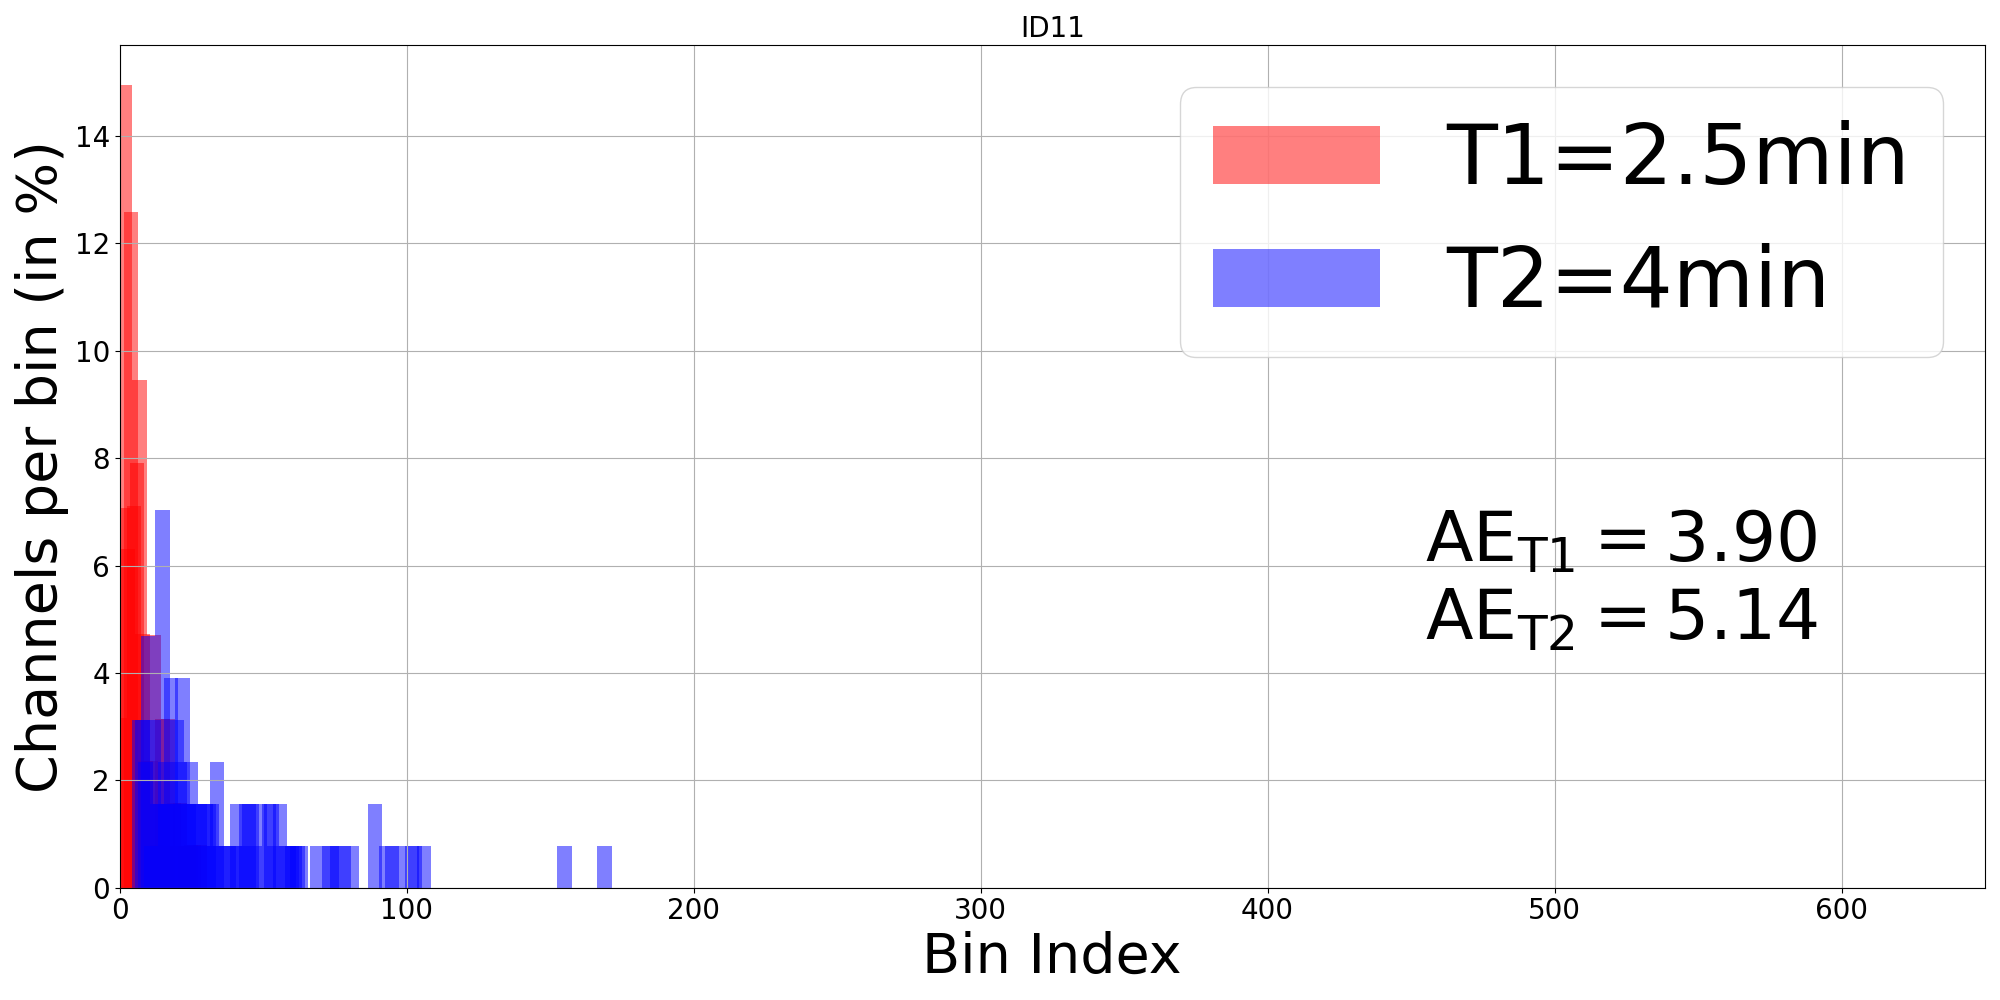 ID11
Channels per bin (in %)
14
12
10
8
6
4
2
0
T1=2.5min
T2=4min
AE_T1 = 3.90
AE_T2 = 5.14
0 100 200 300 400 500 600
Bin Index